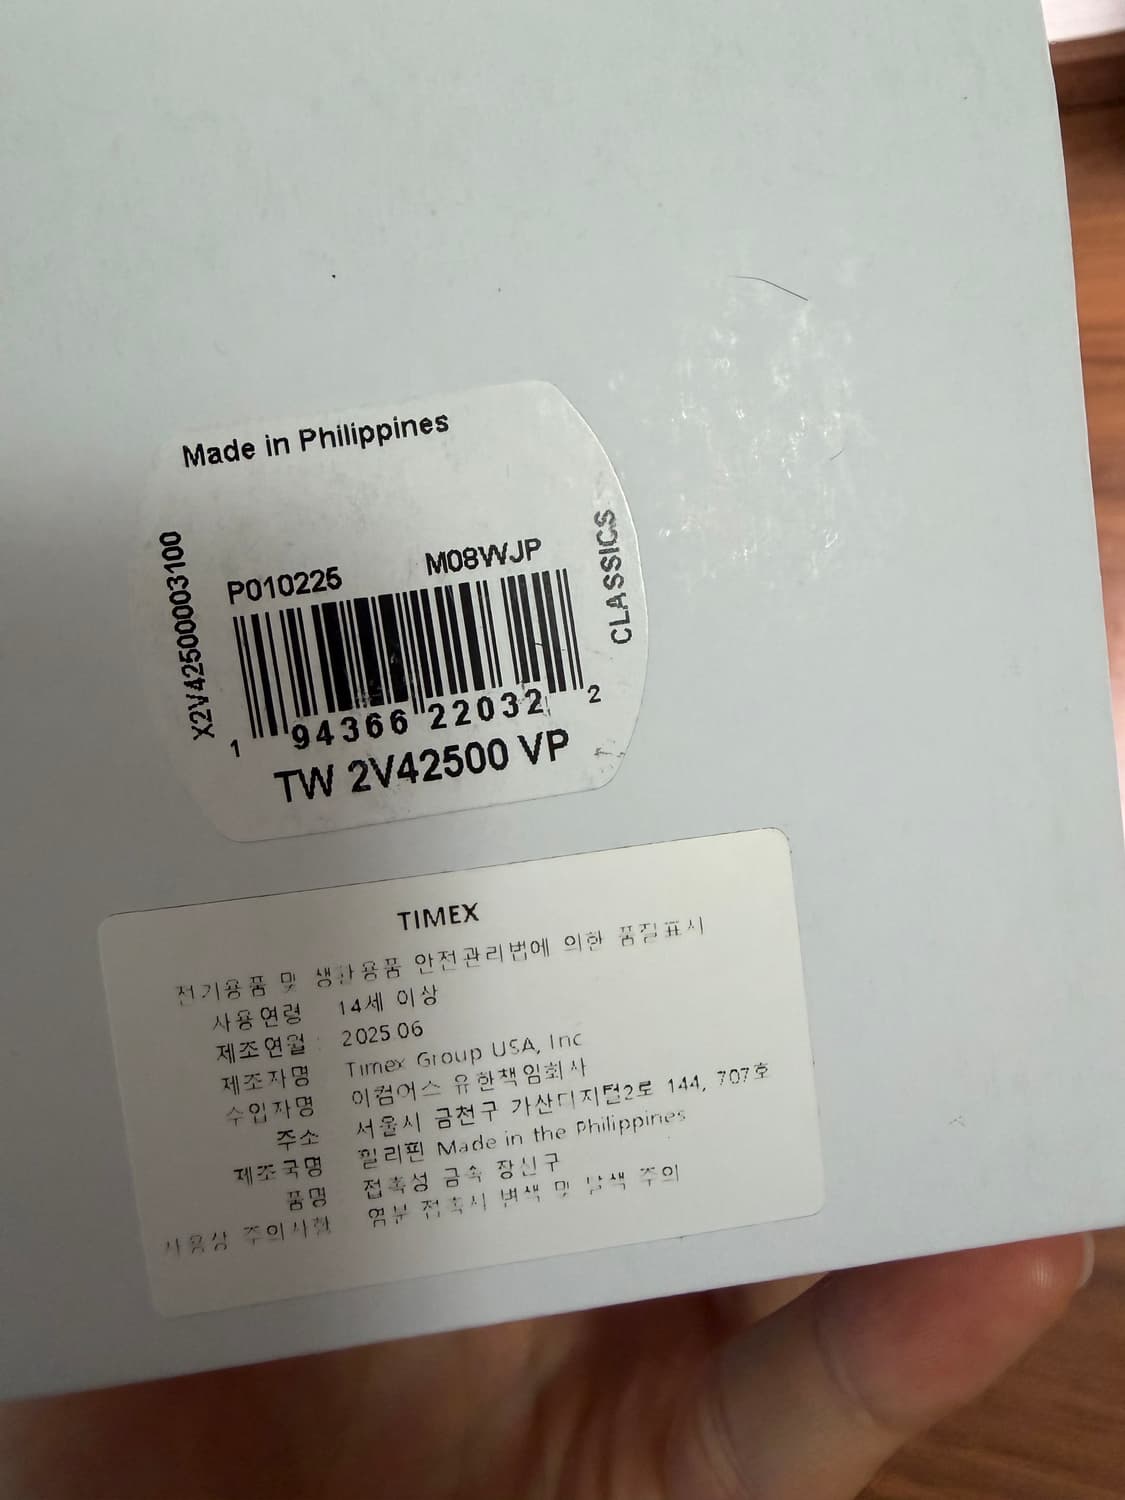 Made in Philippines
X2V42500003100
P010225 M08WJP
CLASSICS
1 94366 22032 2
TW 2V42500 VP
TIMEX
전기용품 및 생산용품 안전관리법에 의한 품질표시
사용연령 14세 이상
제조연월 : 2025.06
제조자명 Timex Group USA, Inc
수입자명 이컴어스 유한책임회사
주소 서울시 금천구 가산디지털2로 144, 707호
제조국명 필리핀 Made in the Philippines
품명 접촉성 금속 장신구
사용상 주의사항 염분 접촉시 변색 및 남색 주의